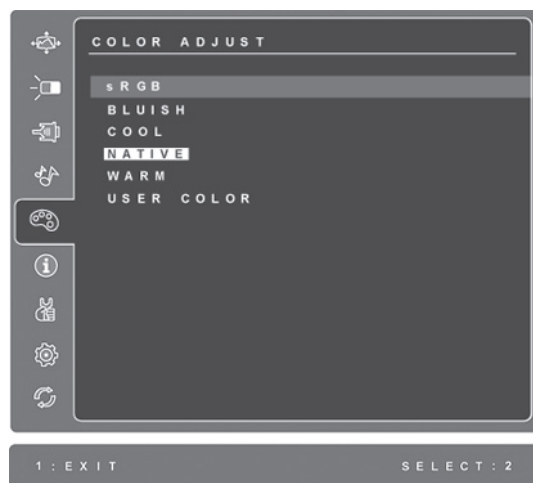 COLOR ADJUST
sRGB
BLUISH
COOL
NATIVE
WARM
USER COLOR
1:EXIT SELECT:2